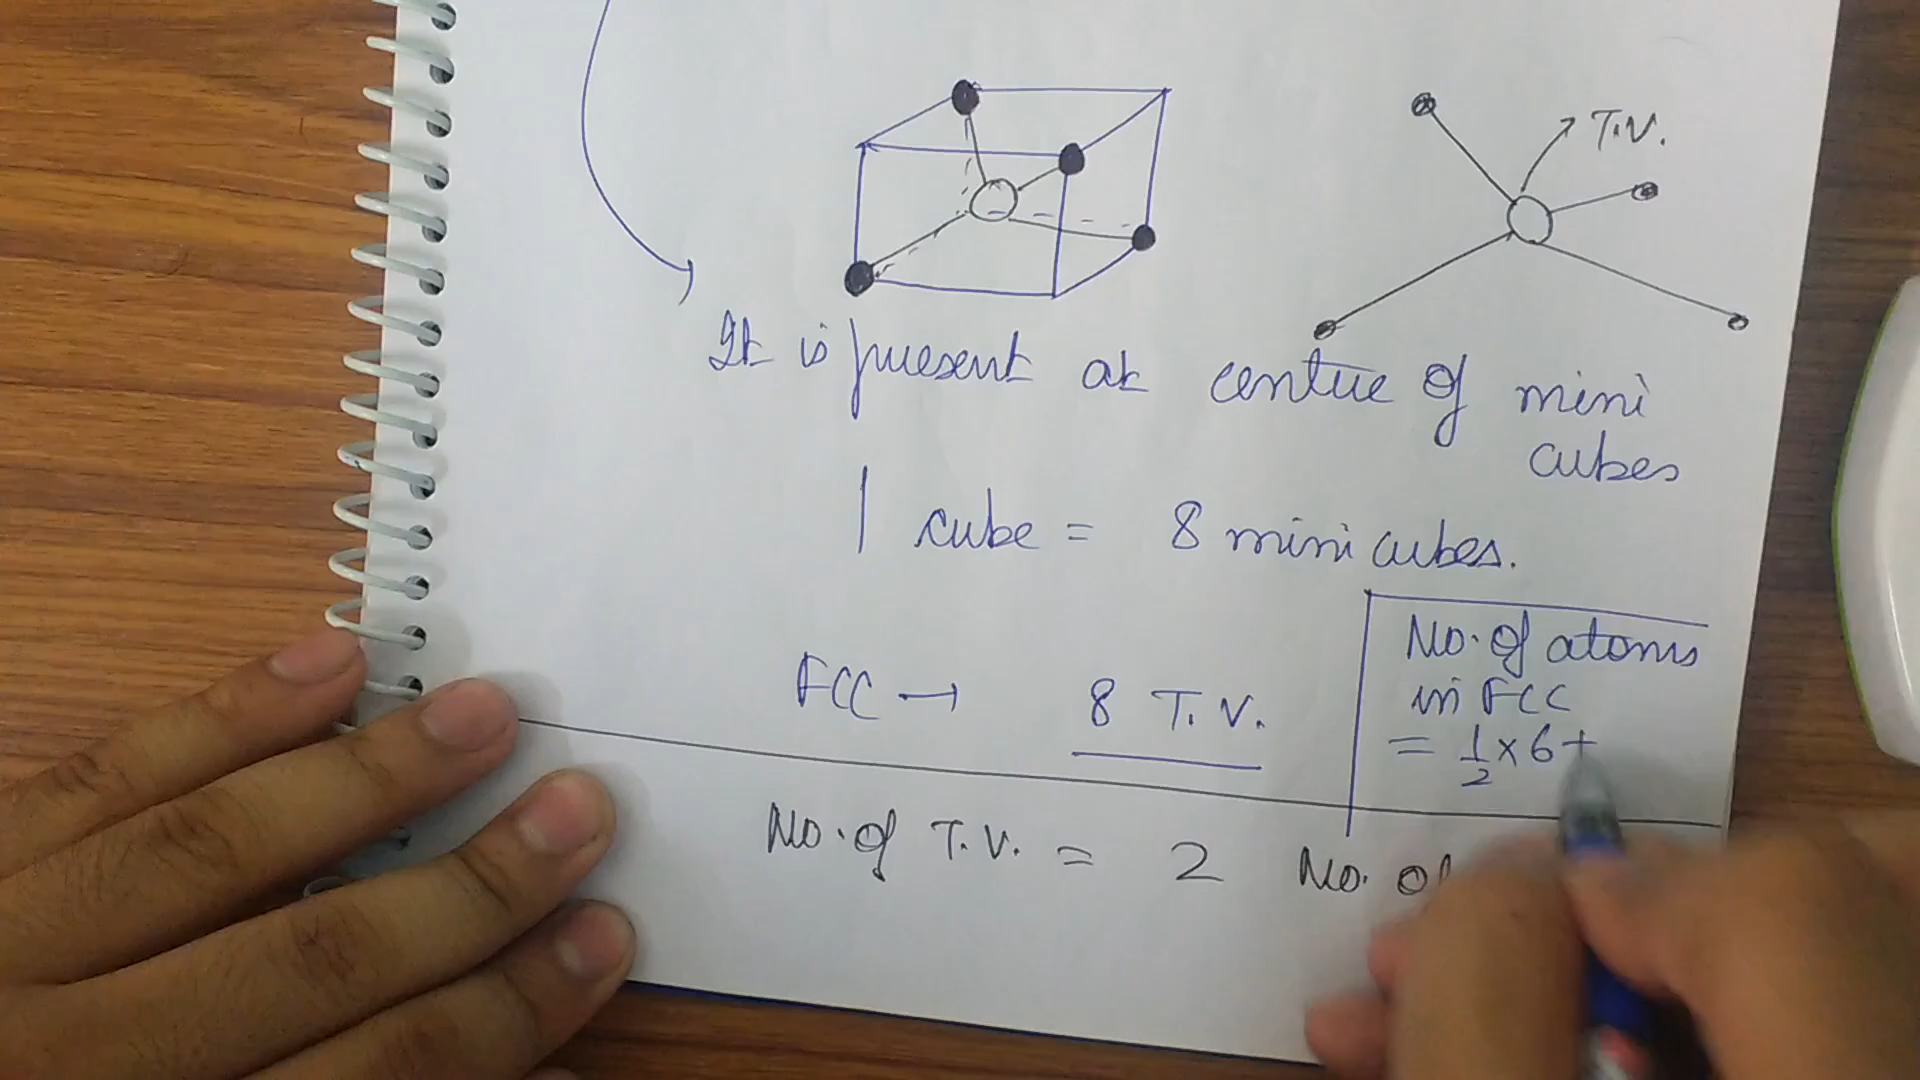 T.V.
It is present at centre of mini
cubes
1 cube = 8 mini cubes.
FCC → 8 T.V.
No. of atoms
in FCC
= 1/2 × 6 +
No. of T.V. = 2 No. of